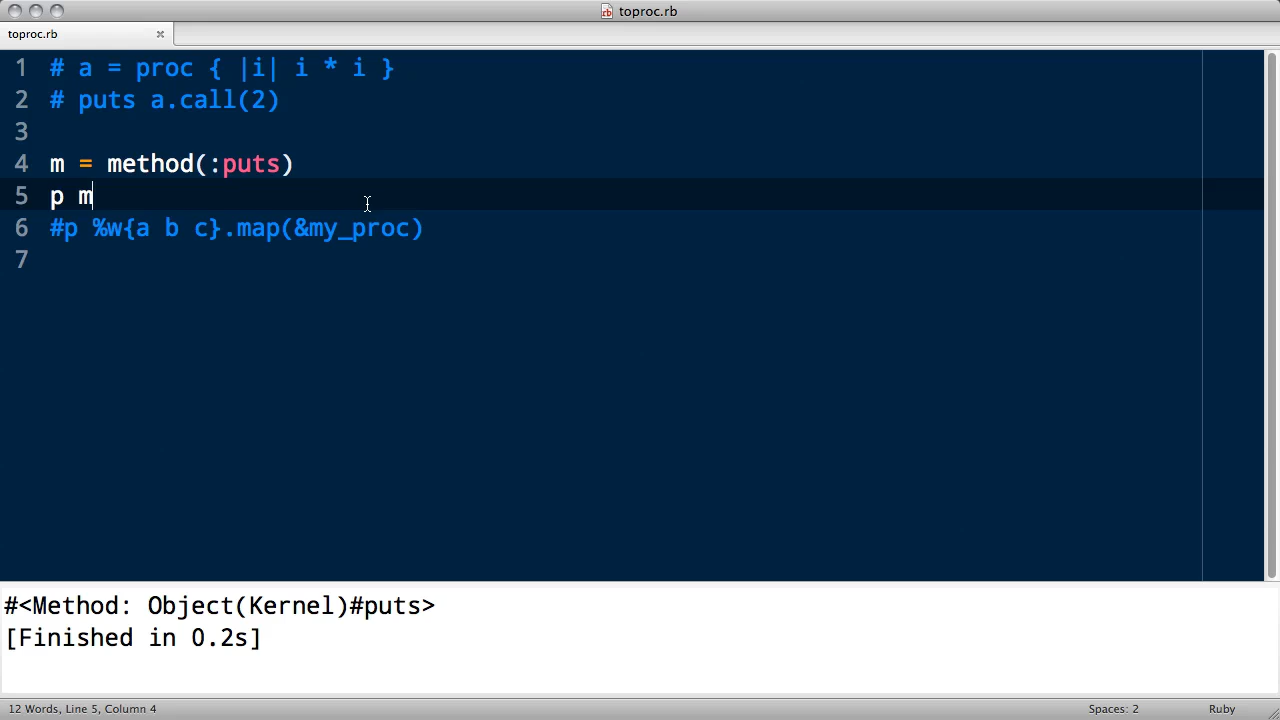 toproc.rb
toproc.rb
1 # a = proc { |i| i * i }
2 # puts a.call(2)
3
4 m = method(:puts)
5 p m
6 #p %w{a b c}.map(&my_proc)
7
#<Method: Object(Kernel)#puts>
[Finished in 0.2s]
12 Words, Line 5, Column 4 Spaces: 2 Ruby